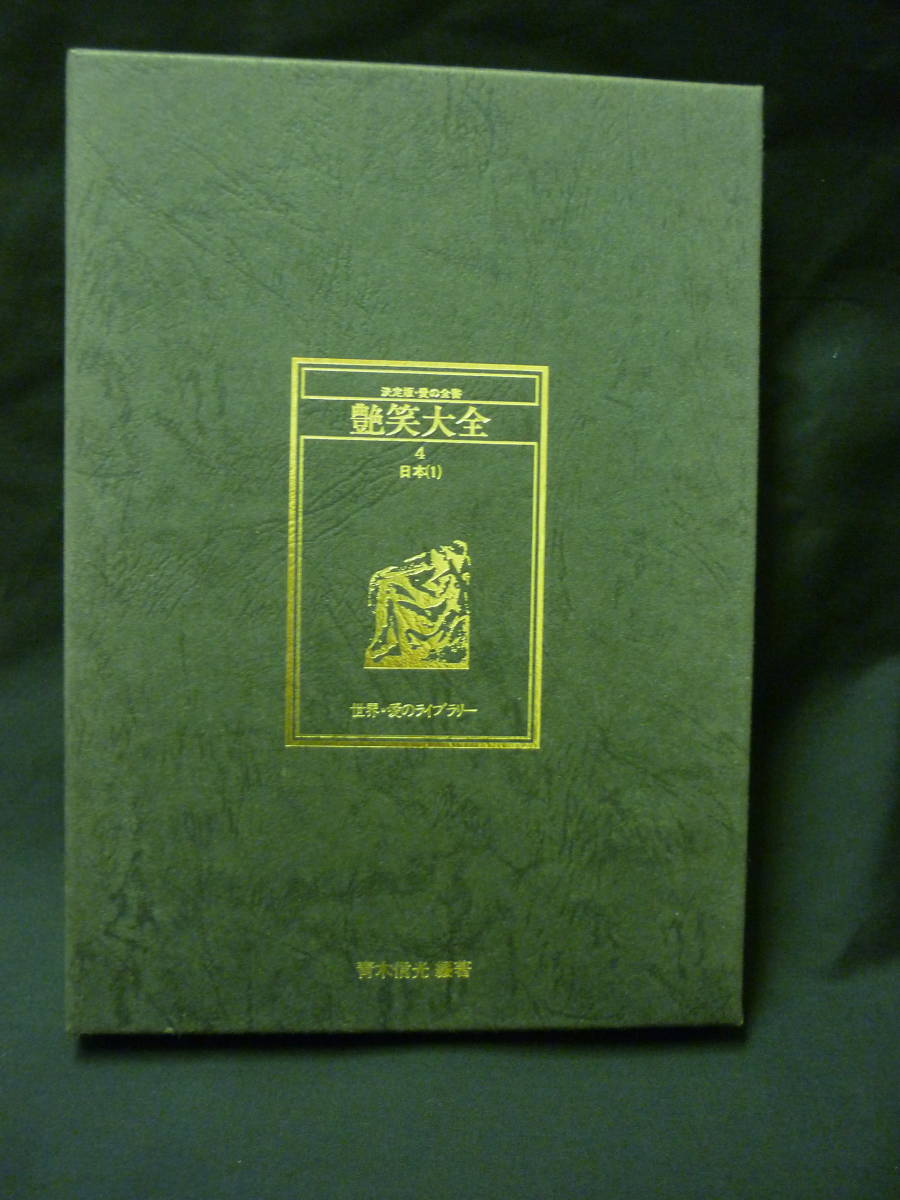 決定版・愛の全書
艶笑大全
4
日本(1)
世界・愛のライブラリー
青木信光 編著